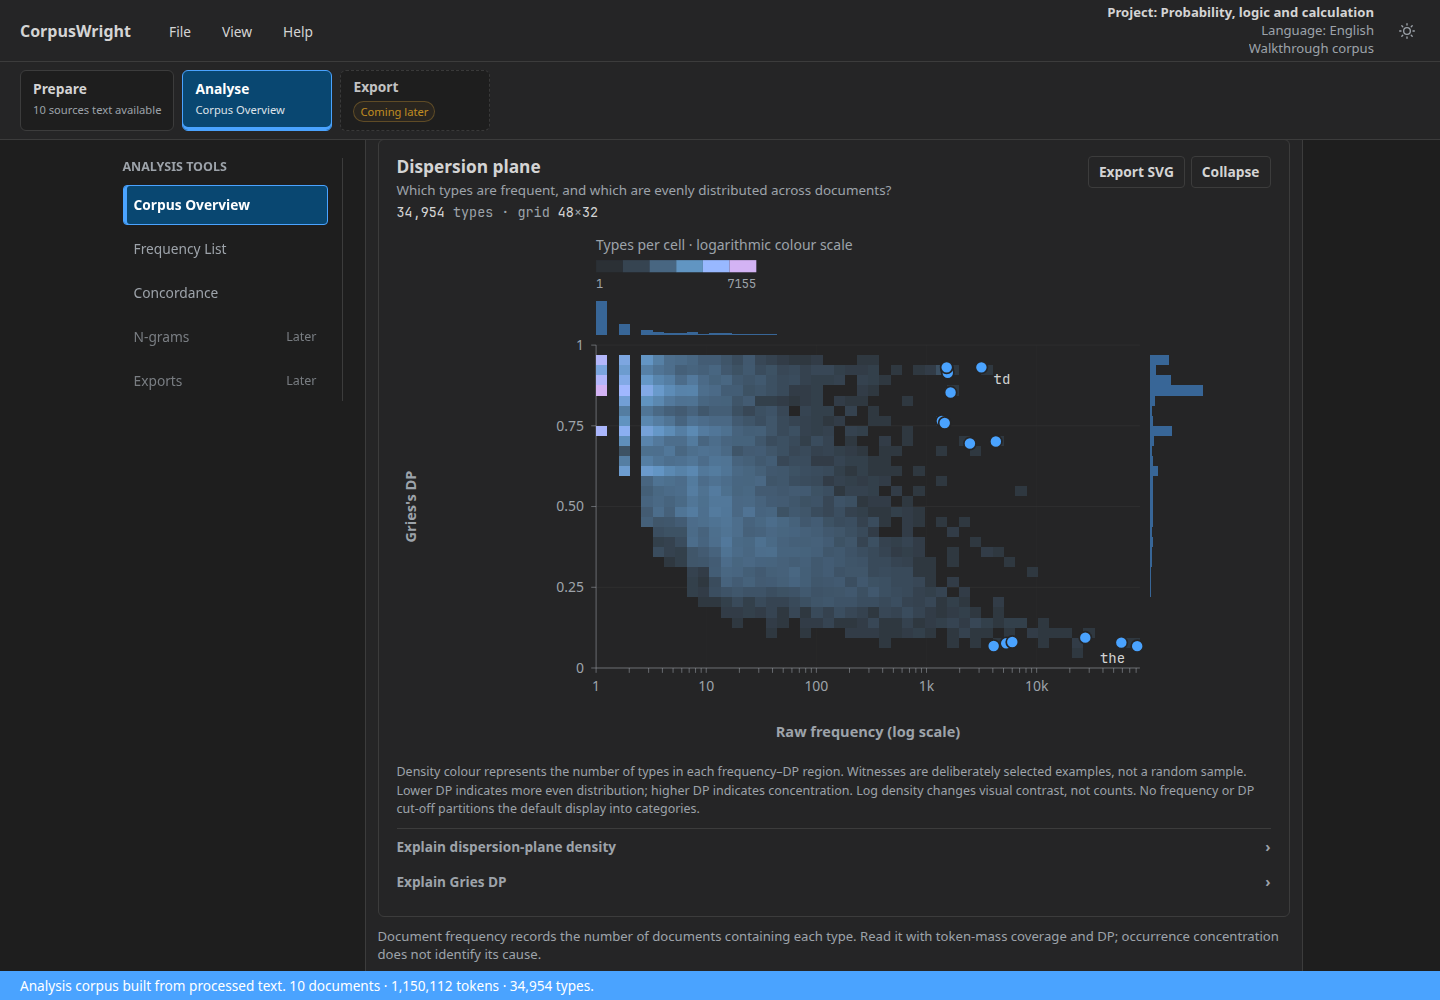 CorpusWright
File
View
Help
Project: Probability, logic and calculation
Language: English
Walkthrough corpus
Prepare
10 sources text available
Analyse
Corpus Overview
Export
Coming later
ANALYSIS TOOLS
Corpus Overview
Frequency List
Concordance
N-grams Later
Exports Later
Dispersion plane
Export SVG
Collapse
Which types are frequent, and which are evenly distributed across documents?
34,954 types · grid 48×32
Types per cell · logarithmic colour scale
1 7155
1
0.75
0.50
0.25
0
Gries's DP
td
the
1 10 100 1k 10k
Raw frequency (log scale)
Density colour represents the number of types in each frequency–DP region. Witnesses are deliberately selected examples, not a random sample.
Lower DP indicates more even distribution; higher DP indicates concentration. Log density changes visual contrast, not counts. No frequency or DP
cut-off partitions the default display into categories.
Explain dispersion-plane density ›
Explain Gries DP ›
Document frequency records the number of documents containing each type. Read it with token-mass coverage and DP; occurrence concentration
does not identify its cause.
Analysis corpus built from processed text. 10 documents · 1,150,112 tokens · 34,954 types.